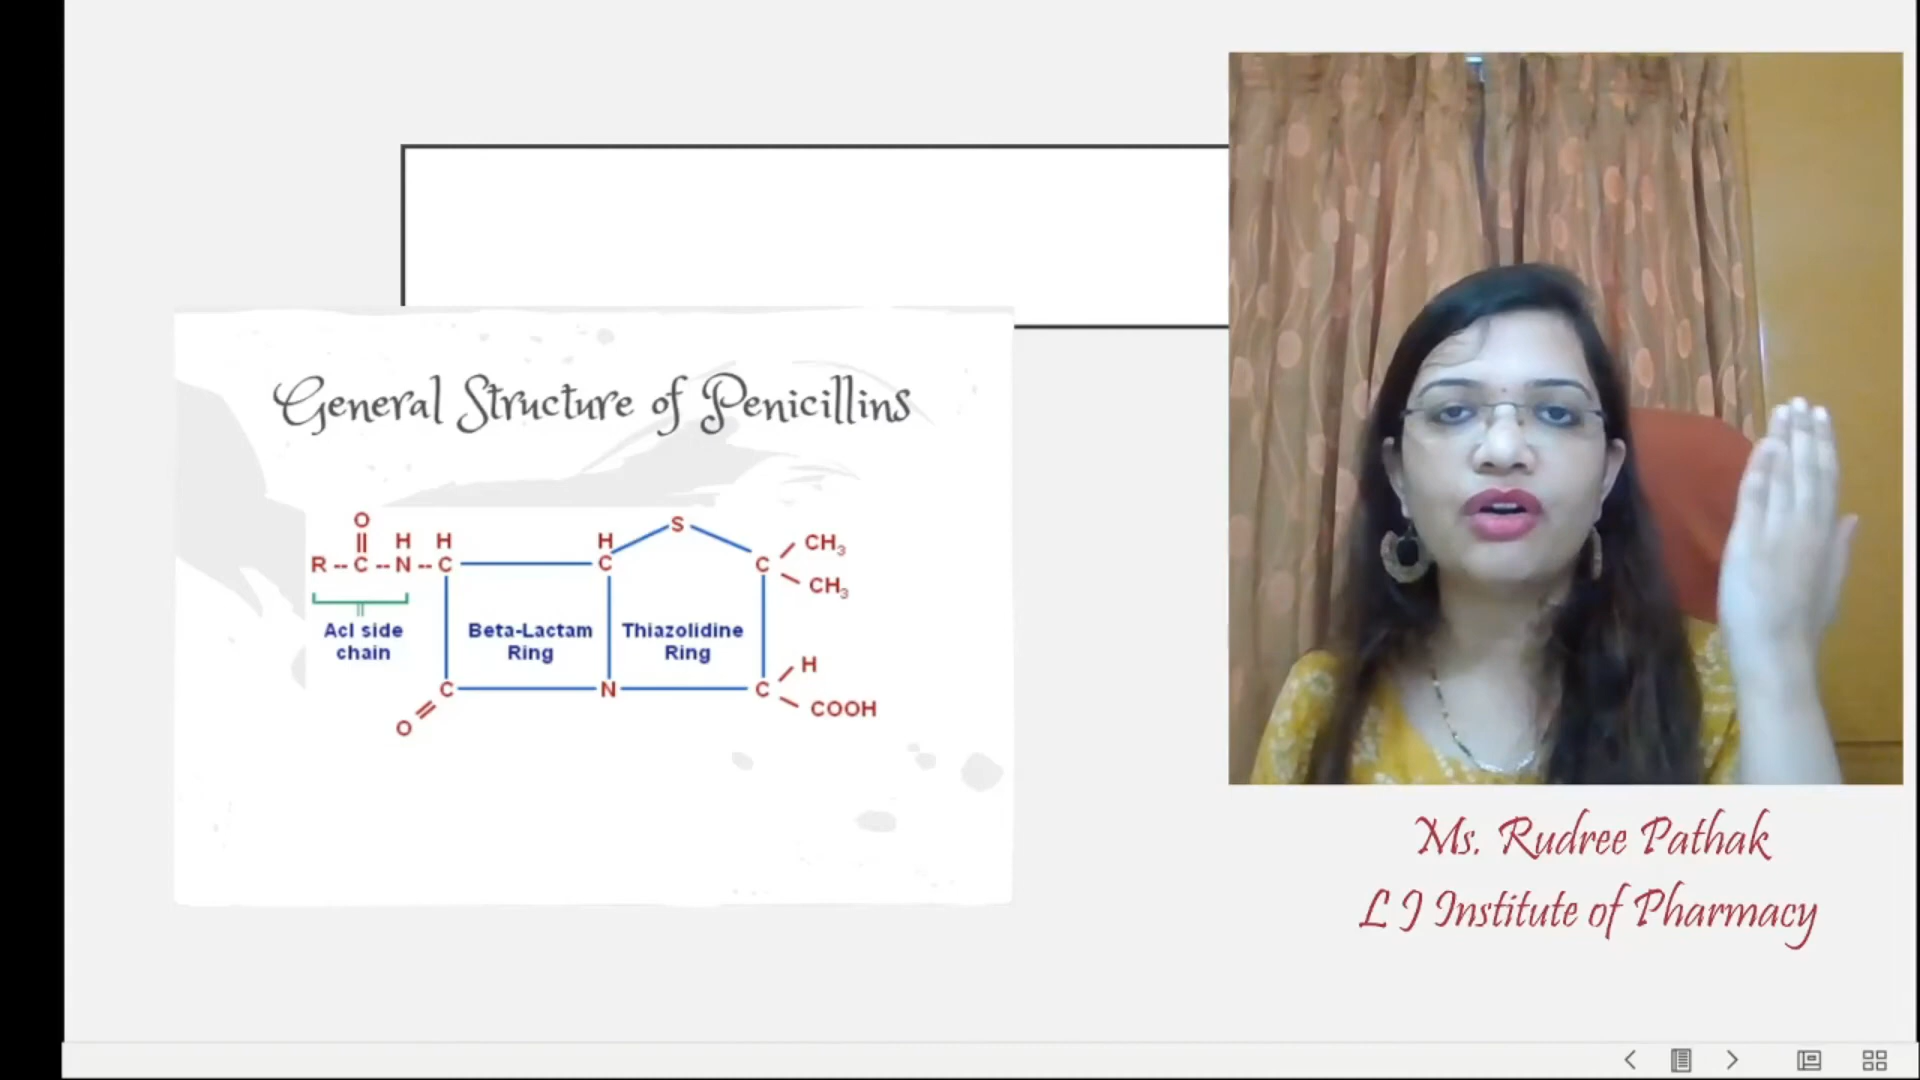 General Structure of Penicillins
O
H H H S CH3
R -- C -- N -- C C C
CH3
Acl side
chain
Beta-Lactam
Ring
Thiazolidine
Ring
H
C N C
O COOH
Ms. Rudree Pathak
L J Institute of Pharmacy